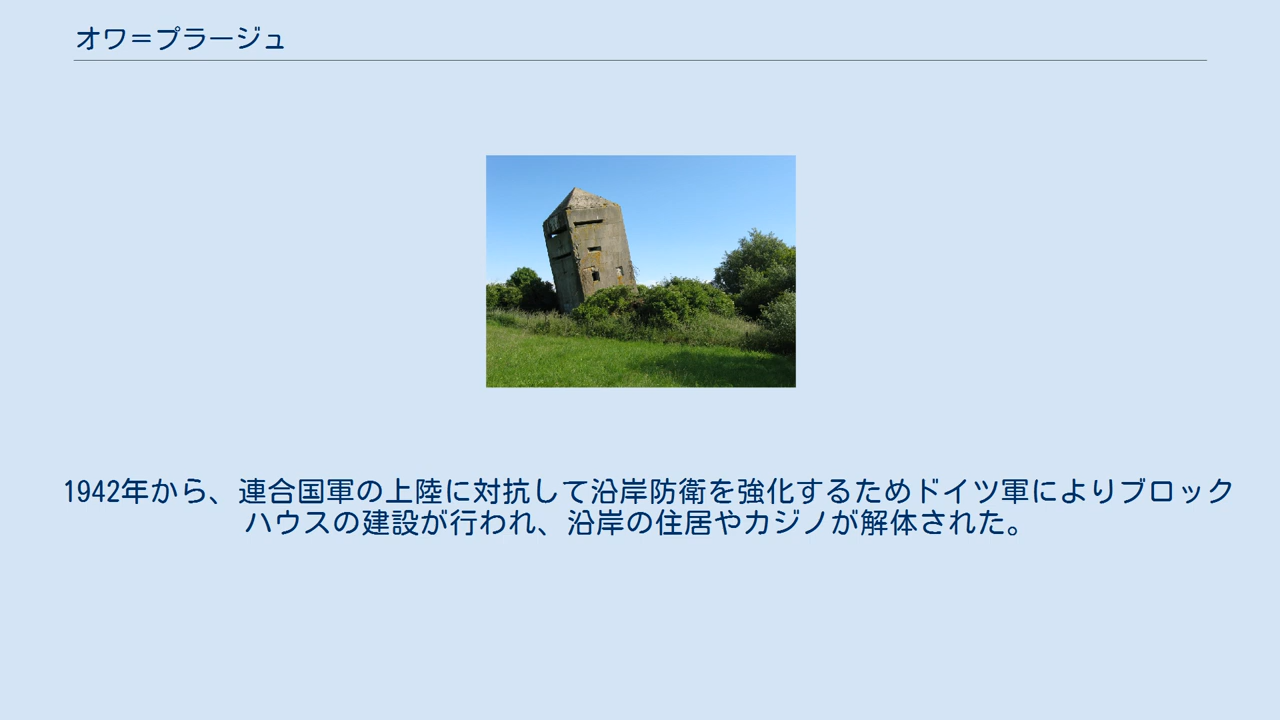 オワ＝プラージュ
1942年から、連合国軍の上陸に対抗して沿岸防衛を強化するためドイツ軍によりブロック
ハウスの建設が行われ、沿岸の住居やカジノが解体された。